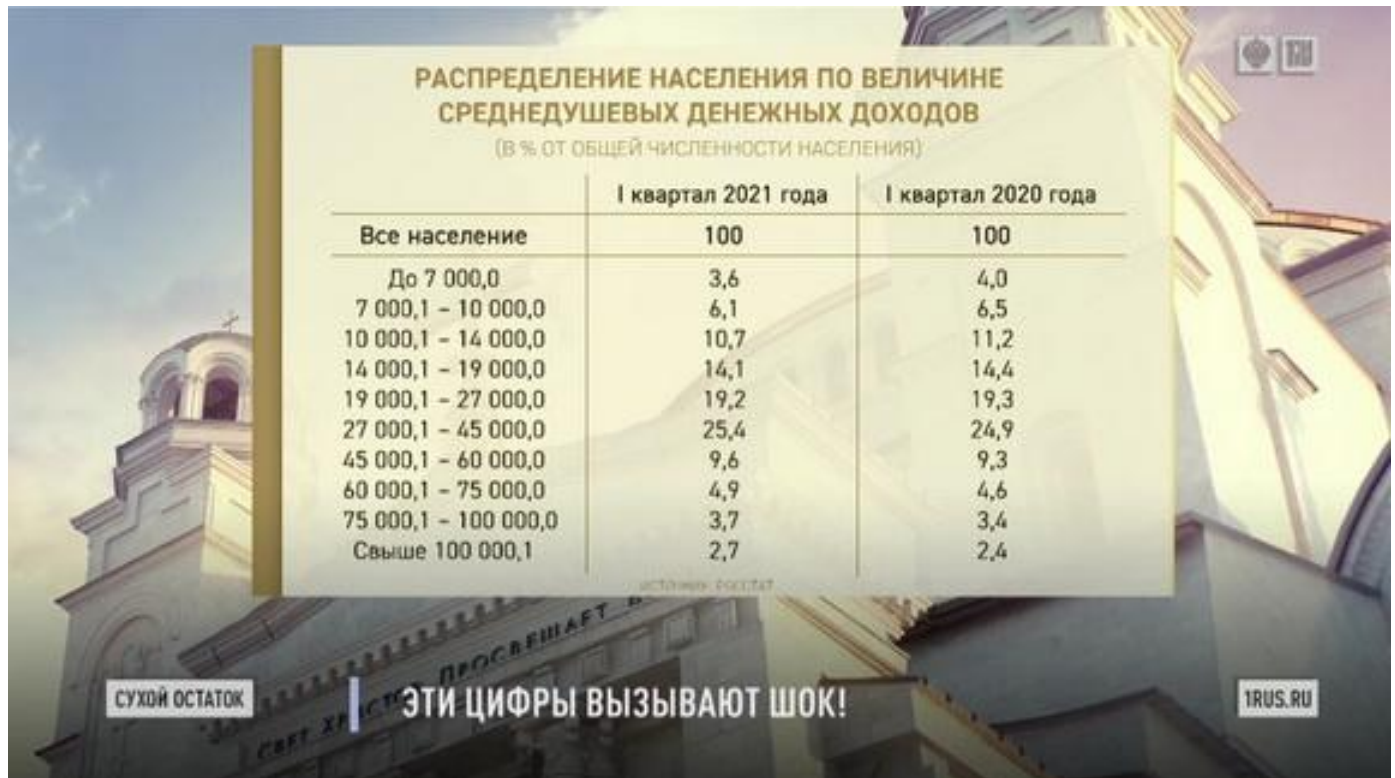 РАСПРЕДЕЛЕНИЕ НАСЕЛЕНИЯ ПО ВЕЛИЧИНЕ
СРЕДНЕДУШЕВЫХ ДЕНЕЖНЫХ ДОХОДОВ
(В % ОТ ОБЩЕЙ ЧИСЛЕННОСТИ НАСЕЛЕНИЯ)
I квартал 2021 года I квартал 2020 года
Все население 100 100
До 7 000,0 3,6 4,0
7 000,1 – 10 000,0 6,1 6,5
10 000,1 – 14 000,0 10,7 11,2
14 000,1 – 19 000,0 14,1 14,4
19 000,1 – 27 000,0 19,2 19,3
27 000,1 – 45 000,0 25,4 24,9
45 000,1 – 60 000,0 9,6 9,3
60 000,1 – 75 000,0 4,9 4,6
75 000,1 – 100 000,0 3,7 3,4
Свыше 100 000,1 2,7 2,4
ИСТОЧНИК: РОССТАТ
СВЕТ ХРИСТОВ ПРОСВЕЩАЕТ
СУХОЙ ОСТАТОК
ЭТИ ЦИФРЫ ВЫЗЫВАЮТ ШОК!
1RUS.RU